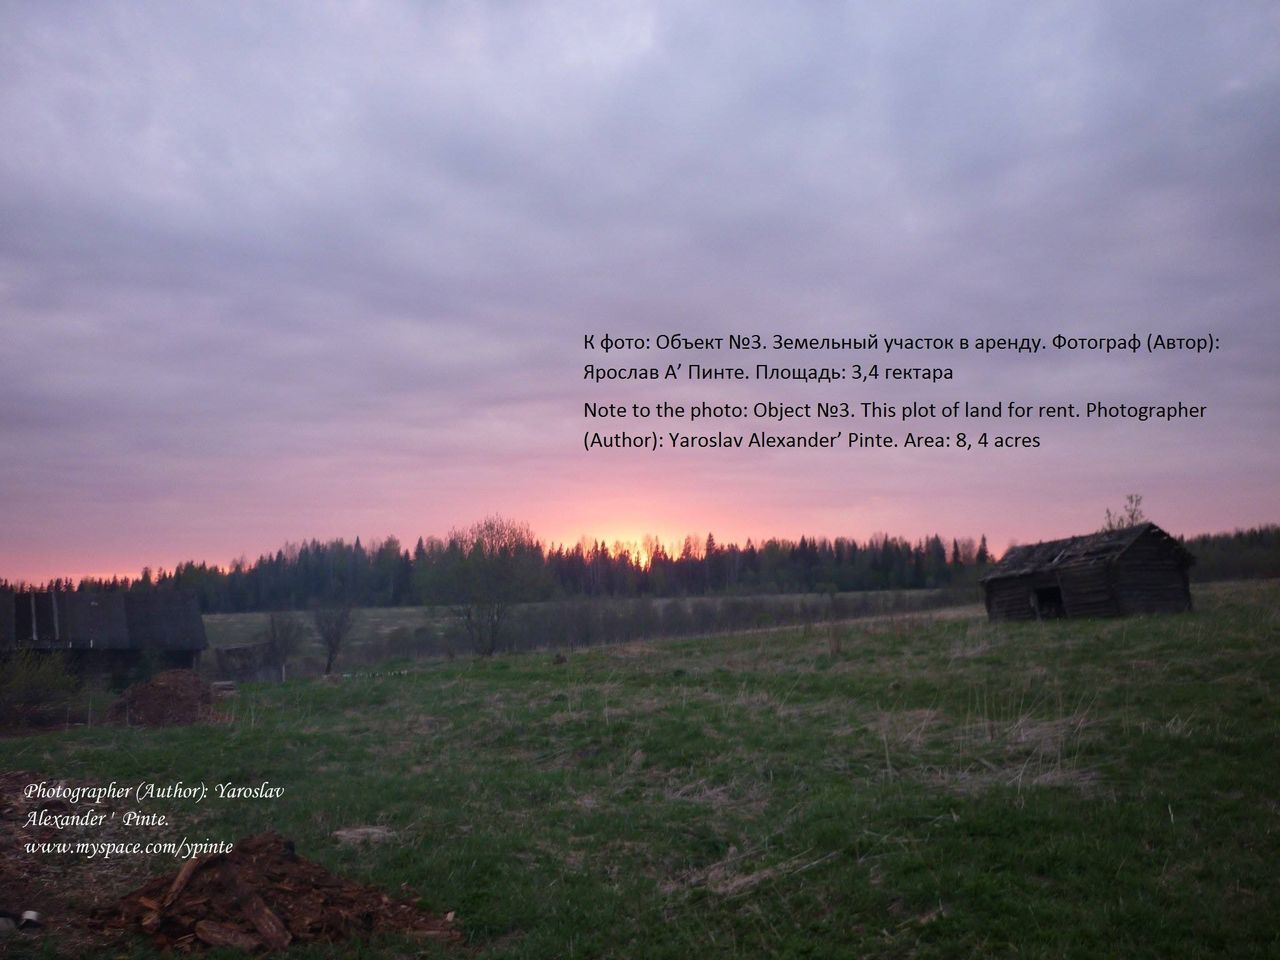 К фото: Объект №3. Земельный участок в аренду. Фотограф (Автор):
Ярослав А’ Пинте. Площадь: 3,4 гектара
Note to the photo: Object №3. This plot of land for rent. Photographer
(Author): Yaroslav Alexander’ Pinte. Area: 8, 4 acres
Photographer (Author): Yaroslav
Alexander ' Pinte.
www.myspace.com/ypinte